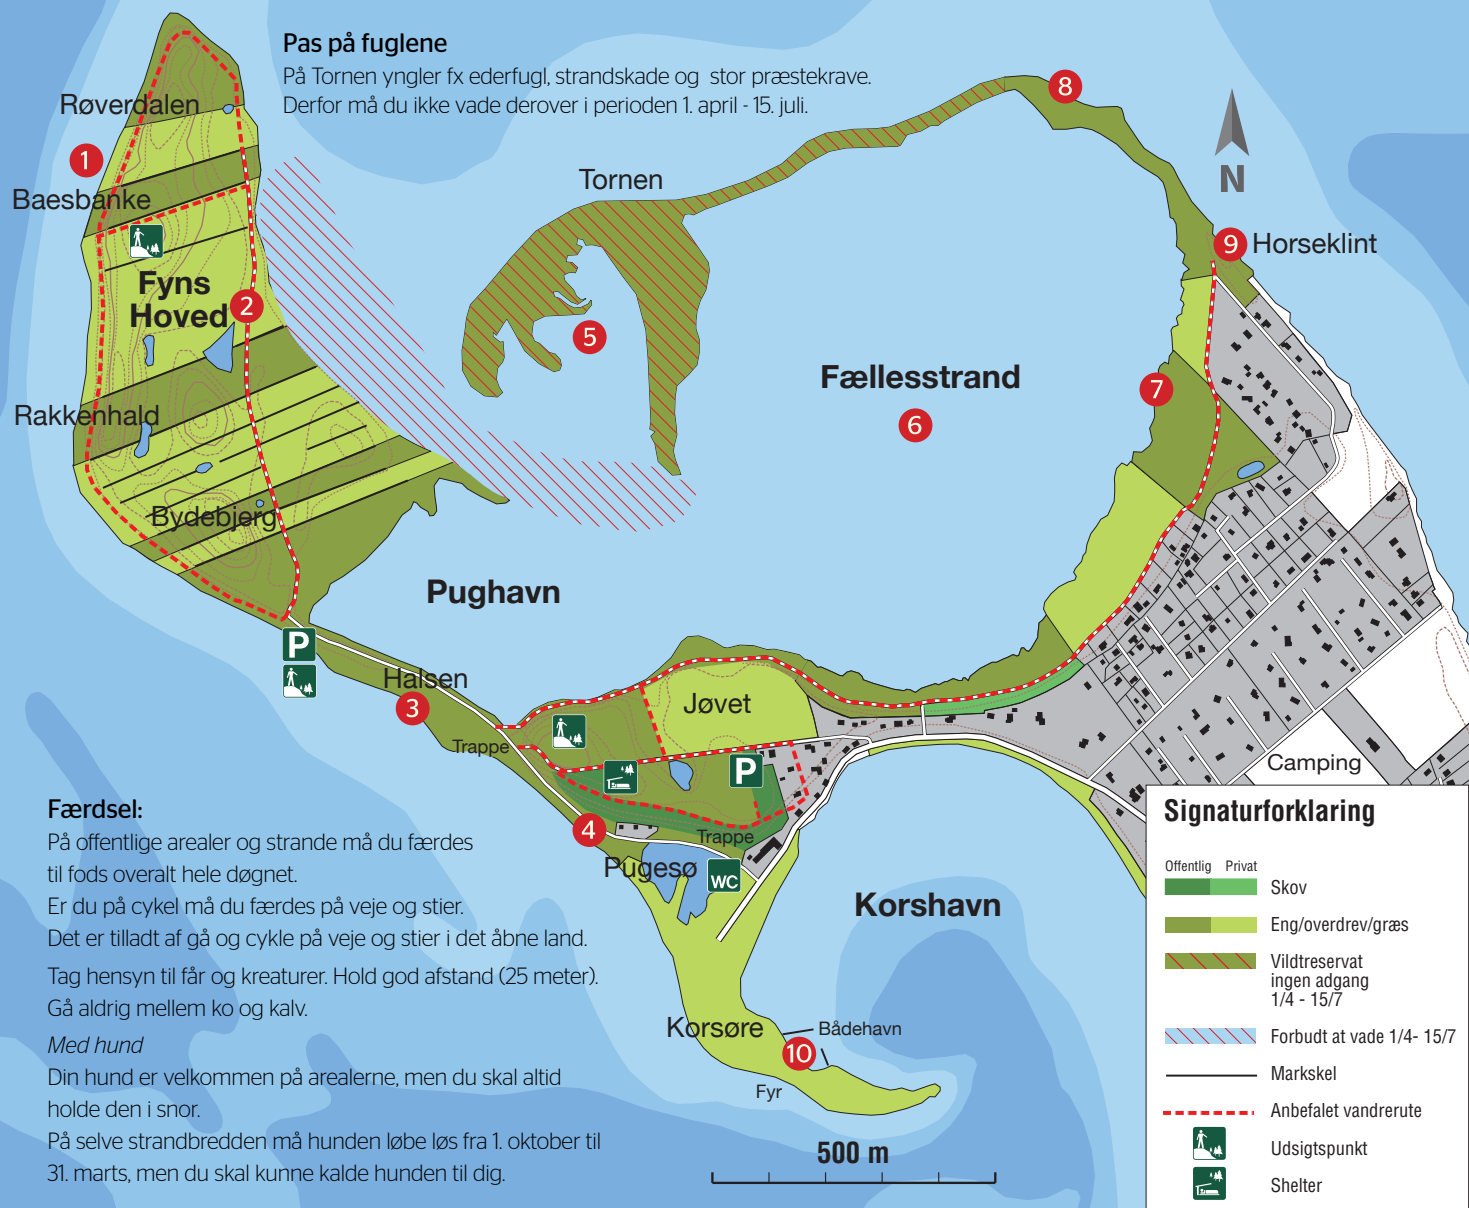 Pas på fuglene
På Tornen yngler fx ederfugl, strandskade og stor præstekrave.
Derfor må du ikke vade derover i perioden 1. april - 15. juli.
Røverdalen
1
Baesbanke
Fyns
Hoved
2
Rakkenhald
Bydebjerg
Tornen
5
8
N
9 Horseklint
Fællesstrand
6
7
Pughavn
P
Halsen
3
Trappe
Jøvet
P
4
Trappe
Pugesø
WC
Camping
Korshavn
Korsøre
Bådehavn
10
Fyr
500 m
Færdsel:
På offentlige arealer og strande må du færdes
til fods overalt hele døgnet.
Er du på cykel må du færdes på veje og stier.
Det er tilladt af gå og cykle på veje og stier i det åbne land.
Tag hensyn til får og kreaturer. Hold god afstand (25 meter).
Gå aldrig mellem ko og kalv.
Med hund
Din hund er velkommen på arealerne, men du skal altid
holde den i snor.
På selve strandbredden må hunden løbe løs fra 1. oktober til
31. marts, men du skal kunne kalde hunden til dig.
Signaturforklaring
Offentlig Privat
Skov
Eng/overdrev/græs
Vildtreservat
ingen adgang
1/4 - 15/7
Forbudt at vade 1/4- 15/7
Markskel
Anbefalet vandrerute
Udsigtspunkt
Shelter